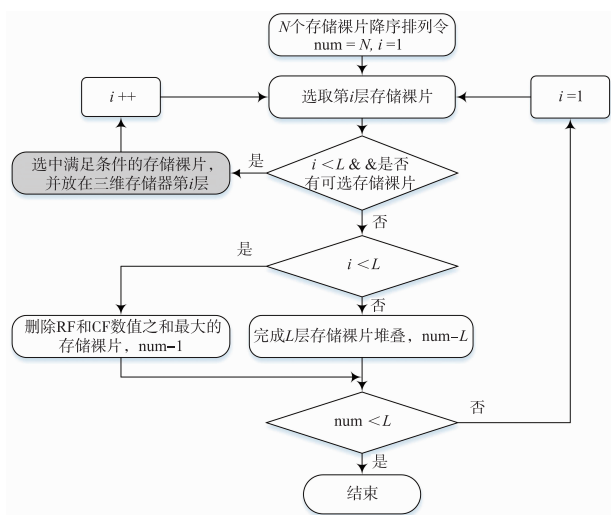 N个存储裸片降序排列令
num = N, i =1
i ++
选取第i层存储裸片
i =1
选中满足条件的存储裸片，
并放在三维存储器第i层
是
i <L & &是否
有可选存储裸片
否
是
i <L
否
删除RF和CF数值之和最大的
存储裸片，num−1
完成L层存储裸片堆叠，num-L
num <L
否
是
结束